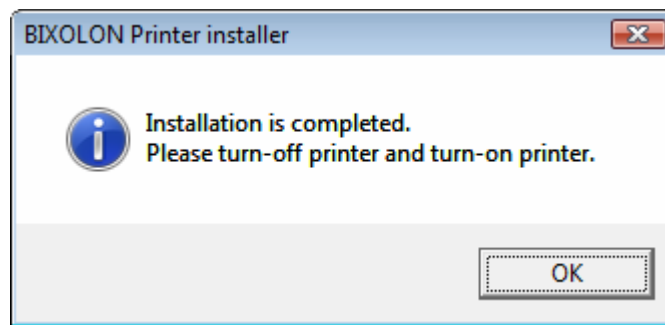 BIXOLON Printer installer
Installation is completed.
Please turn-off printer and turn-on printer.
OK